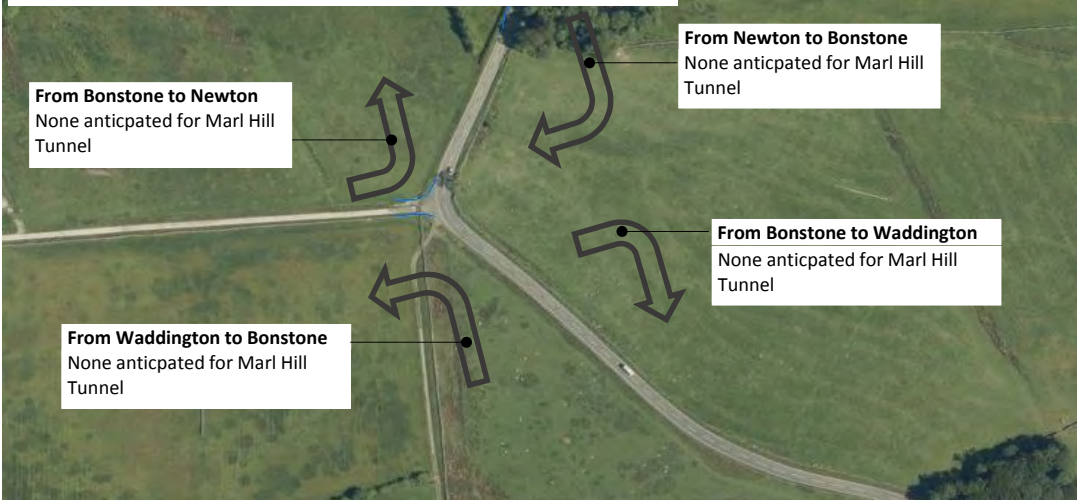 From Newton to Bonstone
None anticpated for Marl Hill
Tunnel
From Bonstone to Newton
None anticpated for Marl Hill
Tunnel
From Bonstone to Waddington
None anticpated for Marl Hill
Tunnel
From Waddington to Bonstone
None anticpated for Marl Hill
Tunnel